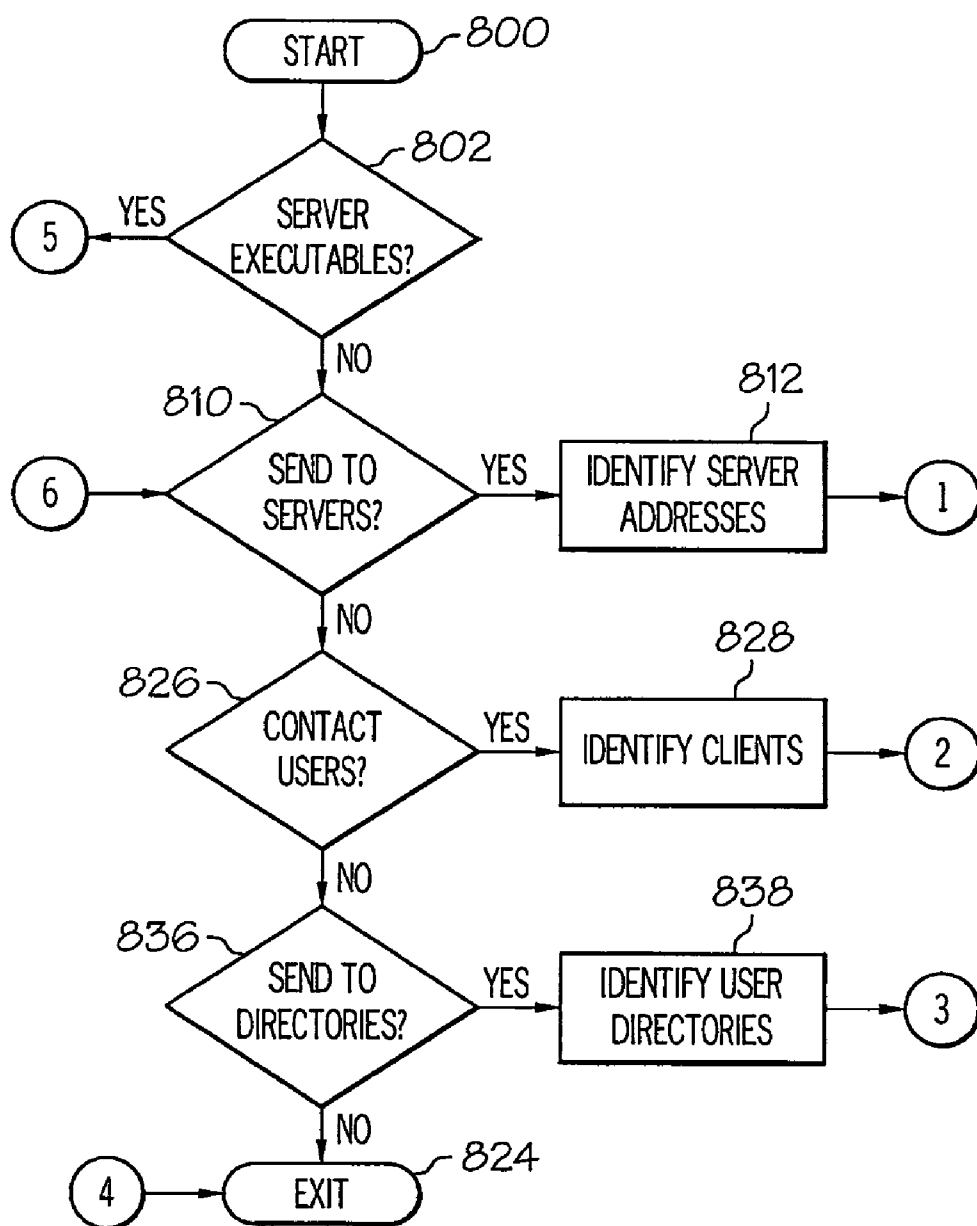 START
800
802
SERVER
EXECUTABLES?
YES
5
NO
810
812
6
SEND TO
SERVERS?
YES
IDENTIFY SERVER
ADDRESSES
1
NO
826
828
CONTACT
USERS?
YES
IDENTIFY CLIENTS
2
NO
836
838
SEND TO
DIRECTORIES?
YES
IDENTIFY USER
DIRECTORIES
3
NO
824
4
EXIT